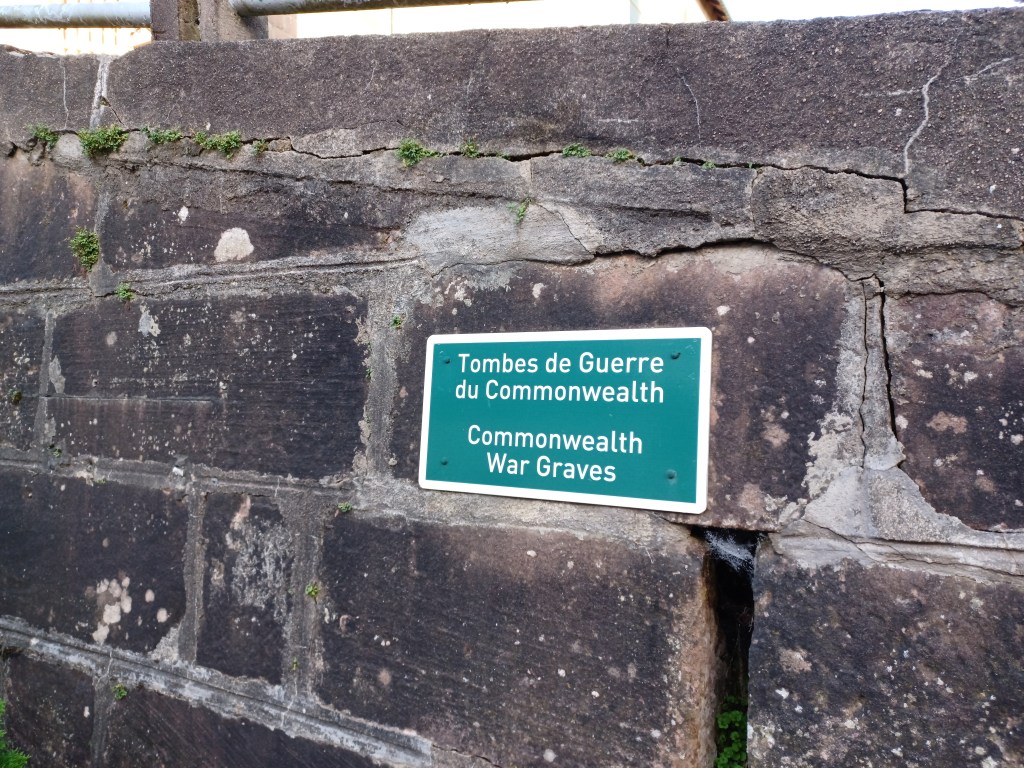 Tombes de Guerre
du Commonwealth
Commonwealth
War Graves